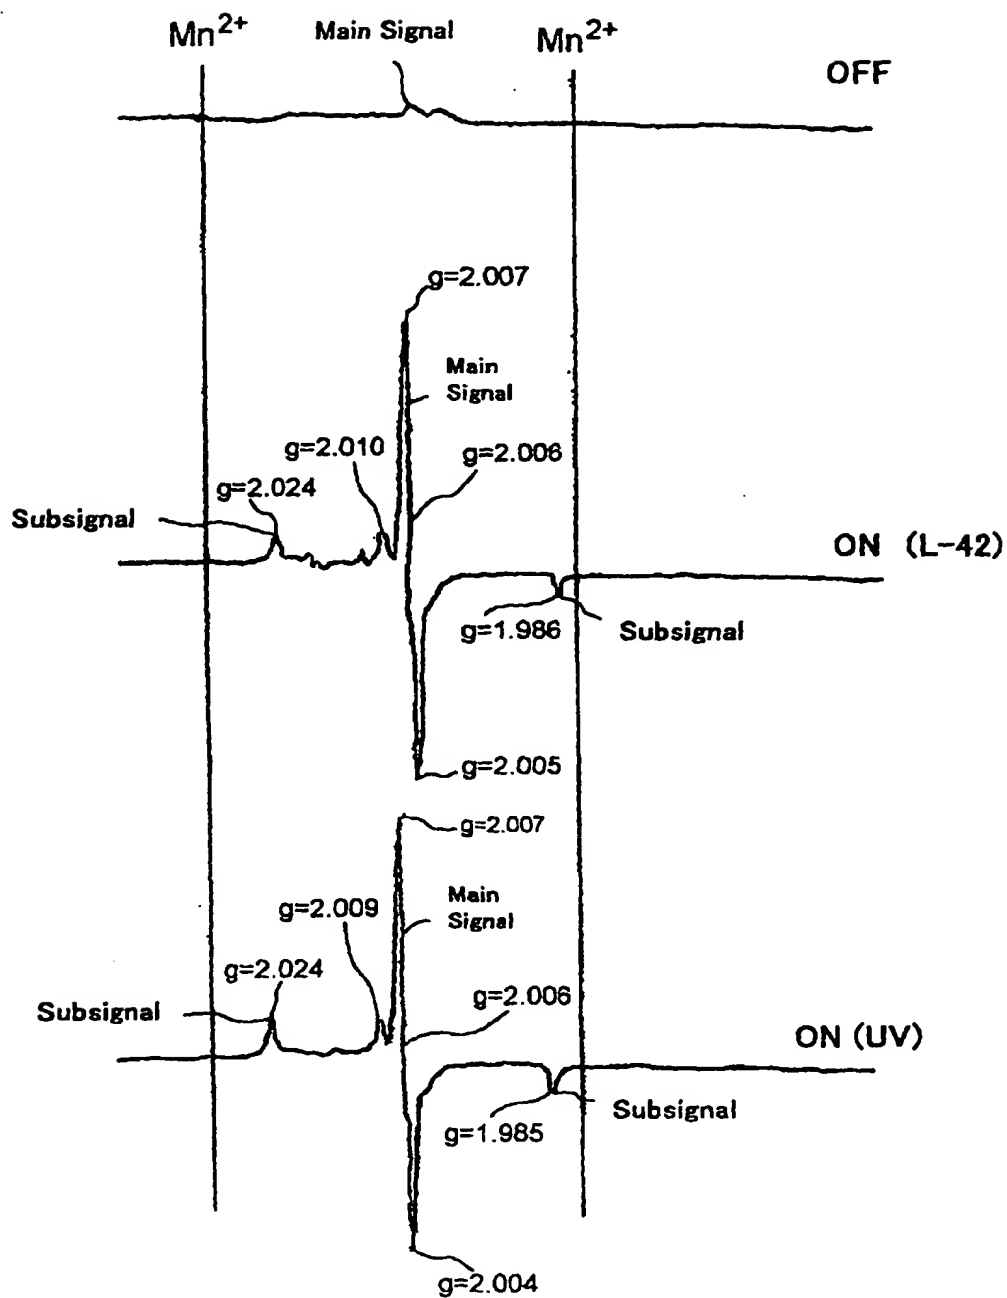 Mn2+
Main Signal
Mn2+
OFF
g=2.007
Main
Signal
g=2.010
g=2.006
g=2.024
Subsignal
ON (L-42)
g=1.986
Subsignal
g=2.005
g=2.007
Main
Signal
g=2.009
g=2.024
g=2.006
Subsignal
ON (UV)
g=1.985
Subsignal
g=2.004